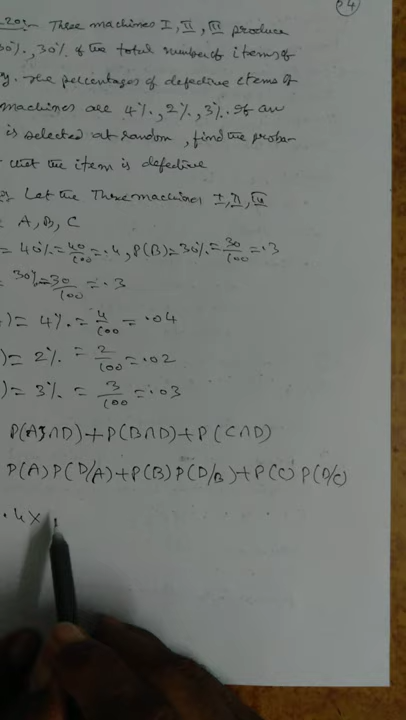 24
20:- Three machines I, II, III produce
30%, 30% of the total number of items of
y. The percentages of defective items of
machines are 4%, 2%, 3%. If an
is selected at random, find the proba-
that the item is defective
Let the Three machines I, II, III
A, B, C
= 40% = 40/100 = .4, P(B) = 30% = 30/100 = .3
30% = 30/100 = .3
) = 4% = 4/100 = .04
) = 2% = 2/100 = .02
) = 3% = 3/100 = .03
P(A∩D) + P(B∩D) + P(C∩D)
P(A) P(D/A) + P(B) P(D/B) + P(C) P(D/C)
.4×